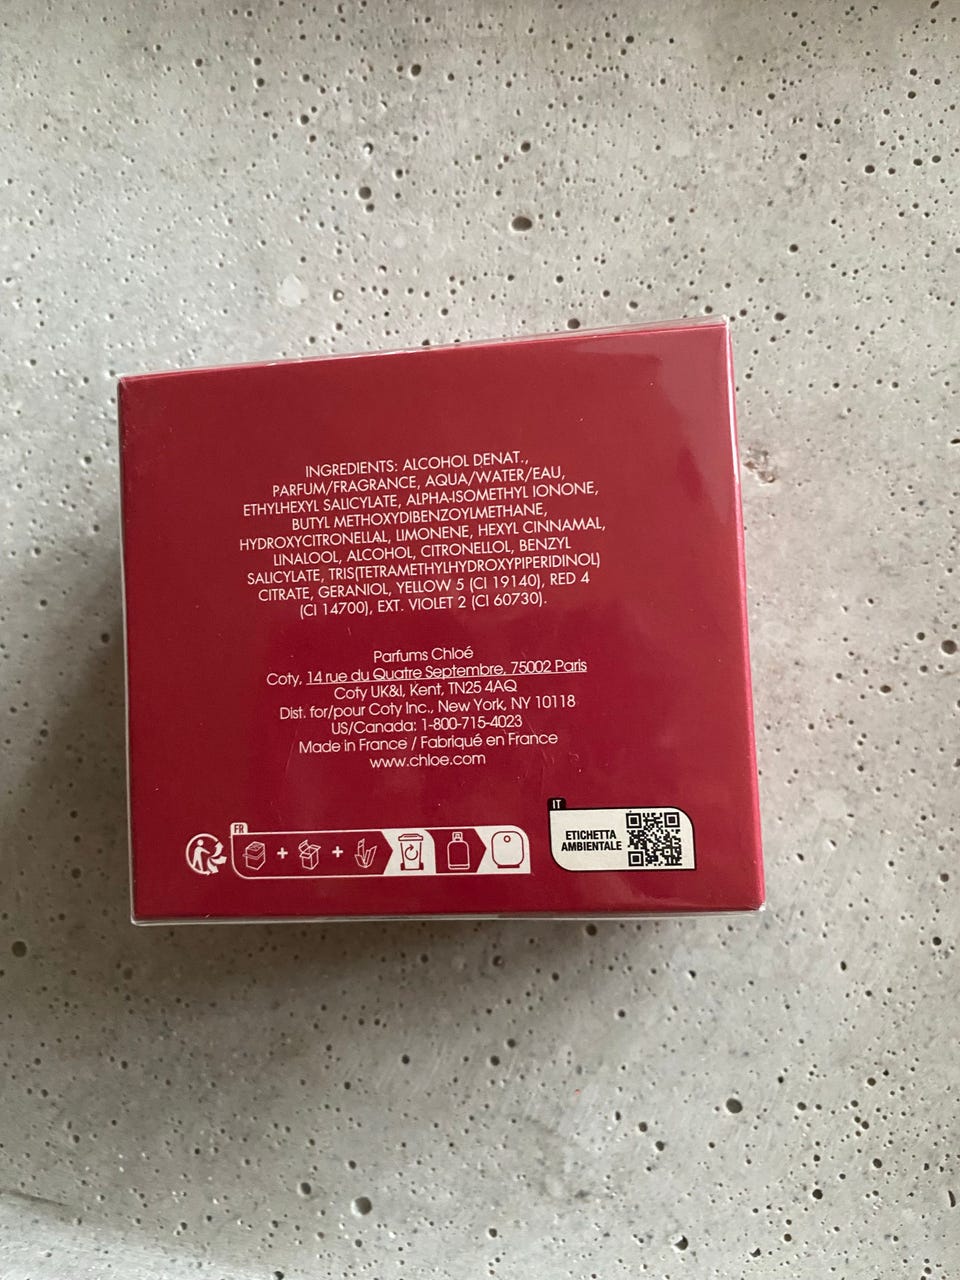 INGREDIENTS: ALCOHOL DENAT.,
PARFUM/FRAGRANCE, AQUA/WATER/EAU,
ETHYLHEXYL SALICYLATE, ALPHA-ISOMETHYL IONONE,
BUTYL METHOXYDIBENZOYLMETHANE,
HYDROXYCITRONELLAL, LIMONENE, HEXYL CINNAMAL,
LINALOOL, ALCOHOL, CITRONELLOL, BENZYL
SALICYLATE, TRIS(TETRAMETHYLHYDROXYPIPERIDINOL)
CITRATE, GERANIOL, YELLOW 5 (CI 19140), RED 4
(CI 14700), EXT. VIOLET 2 (CI 60730).
Parfums Chloé
Coty, 14 rue du Quatre Septembre, 75002 Paris
Coty UK&I, Kent, TN25 4AQ
Dist. for/pour Coty Inc., New York, NY 10118
US/Canada: 1-800-715-4023
Made in France / Fabriqué en France
www.chloe.com
FR
+ +
IT
ETICHETTA
AMBIENTALE